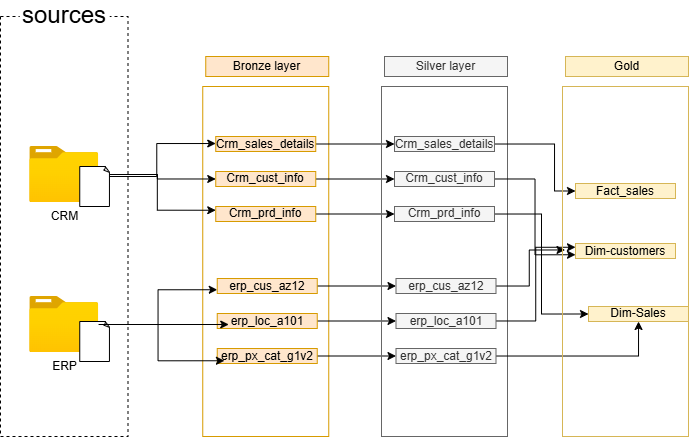 sources
Bronze layer
Silver layer
Gold
Crm_sales_details
Crm_sales_details
Crm_cust_info
Crm_cust_info
Fact_sales
CRM
Crm_prd_info
Crm_prd_info
Dim-customers
erp_cus_az12
erp_cus_az12
Dim-Sales
erp_loc_a101
erp_loc_a101
ERP
erp_px_cat_g1v2
erp_px_cat_g1v2